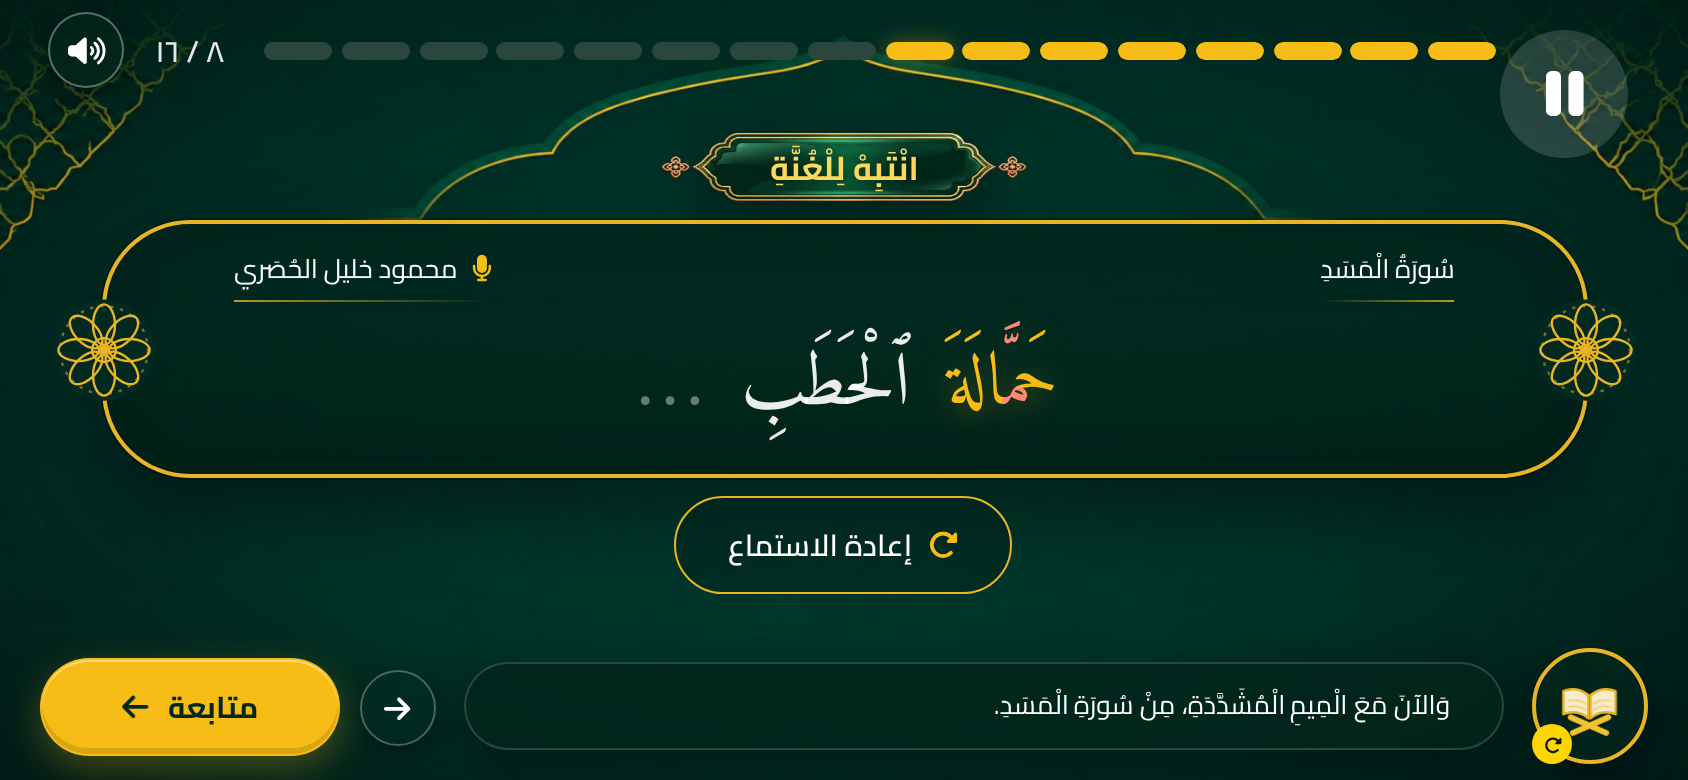 ٨ / ١٦
انْتَبِهْ لِلْغُنَّةِ
سُورَةُ الْمَسَدِ
محمود خليل الحُصَري
حَمَّالَةَ ٱلْحَطَبِ ...
إعادة الاستماع
وَالآنَ مَعَ الْمِيمِ الْمُشَدَّدَةِ، مِنْ سُورَةِ الْمَسَدِ.
متابعة